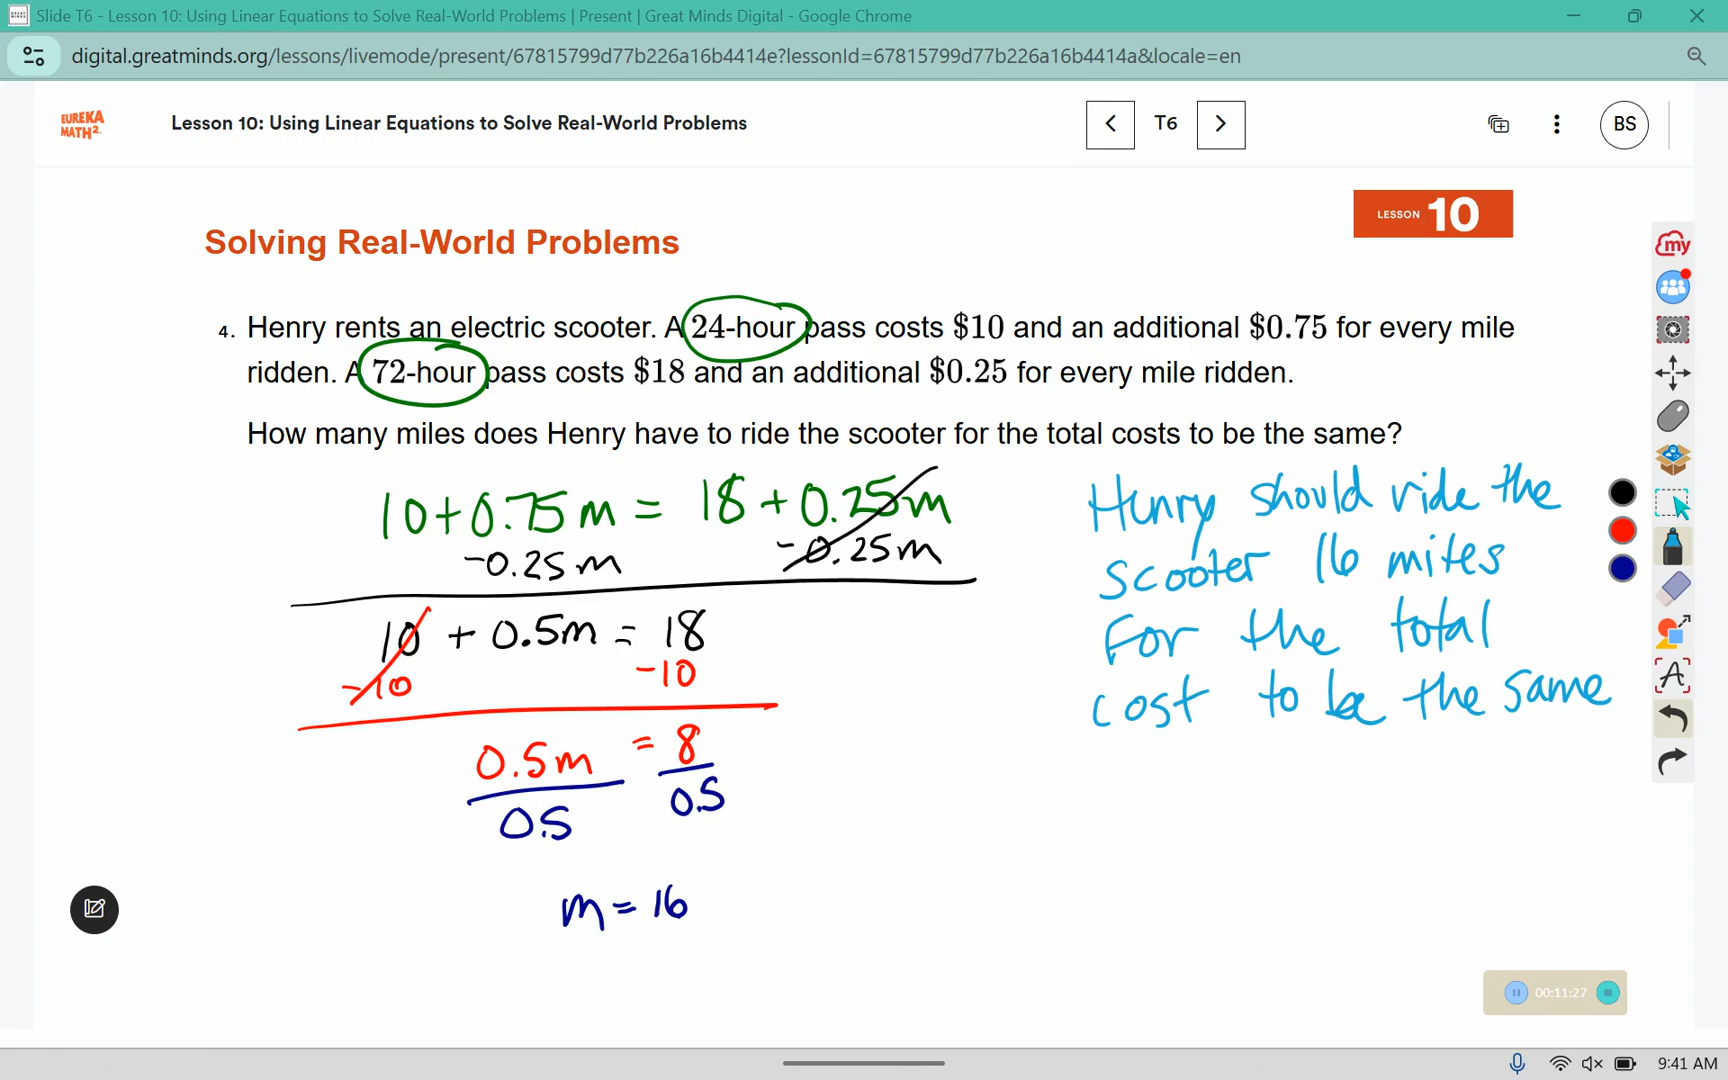 Slide T6 - Lesson 10: Using Linear Equations to Solve Real-World Problems | Present | Great Minds Digital - Google Chrome
digital.greatminds.org/lessons/livemode/present/67815799d77b226a16b4414e?lessonId=67815799d77b226a16b4414a&locale=en
EUREKA
MATH²
Lesson 10: Using Linear Equations to Solve Real-World Problems
T6
BS
LESSON 10
Solving Real-World Problems
4. Henry rents an electric scooter. A 24-hour pass costs $10 and an additional $0.75 for every mile
ridden. A 72-hour pass costs $18 and an additional $0.25 for every mile ridden.
How many miles does Henry have to ride the scooter for the total costs to be the same?
10+0.75m = 18+0.25m
-0.25m -0.25m
10 + 0.5m = 18
-10 -10
0.5m = 8
0.5 0.5
m = 16
Henry should ride the
scooter 16 miles
For the total
cost to be the same
my
A
00:11:27
9:41 AM